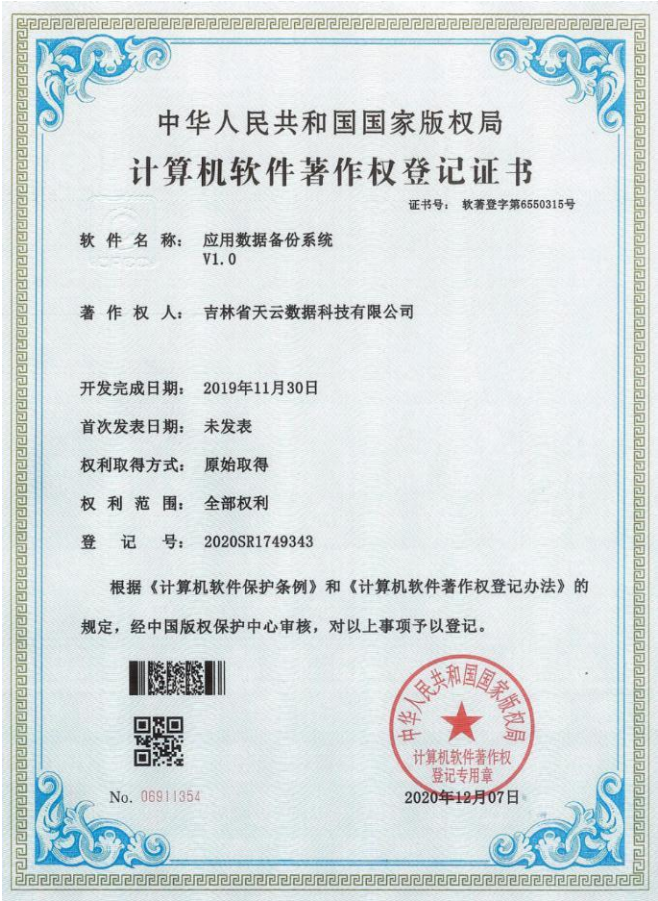 中华人民共和国国家版权局
计算机软件著作权登记证书
证书号： 软著登字第6550315号
软件名称： 应用数据备份系统
V1.0
著作权人： 吉林省天云数据科技有限公司
开发完成日期： 2019年11月30日
首次发表日期： 未发表
权利取得方式： 原始取得
权利范围： 全部权利
登记号： 2020SR1749343
根据《计算机软件保护条例》和《计算机软件著作权登记办法》的
规定，经中国版权保护中心审核，对以上事项予以登记。
中华人民共和国国家版权局
计算机软件著作权
登记专用章
No. 06911354
2020年12月07日